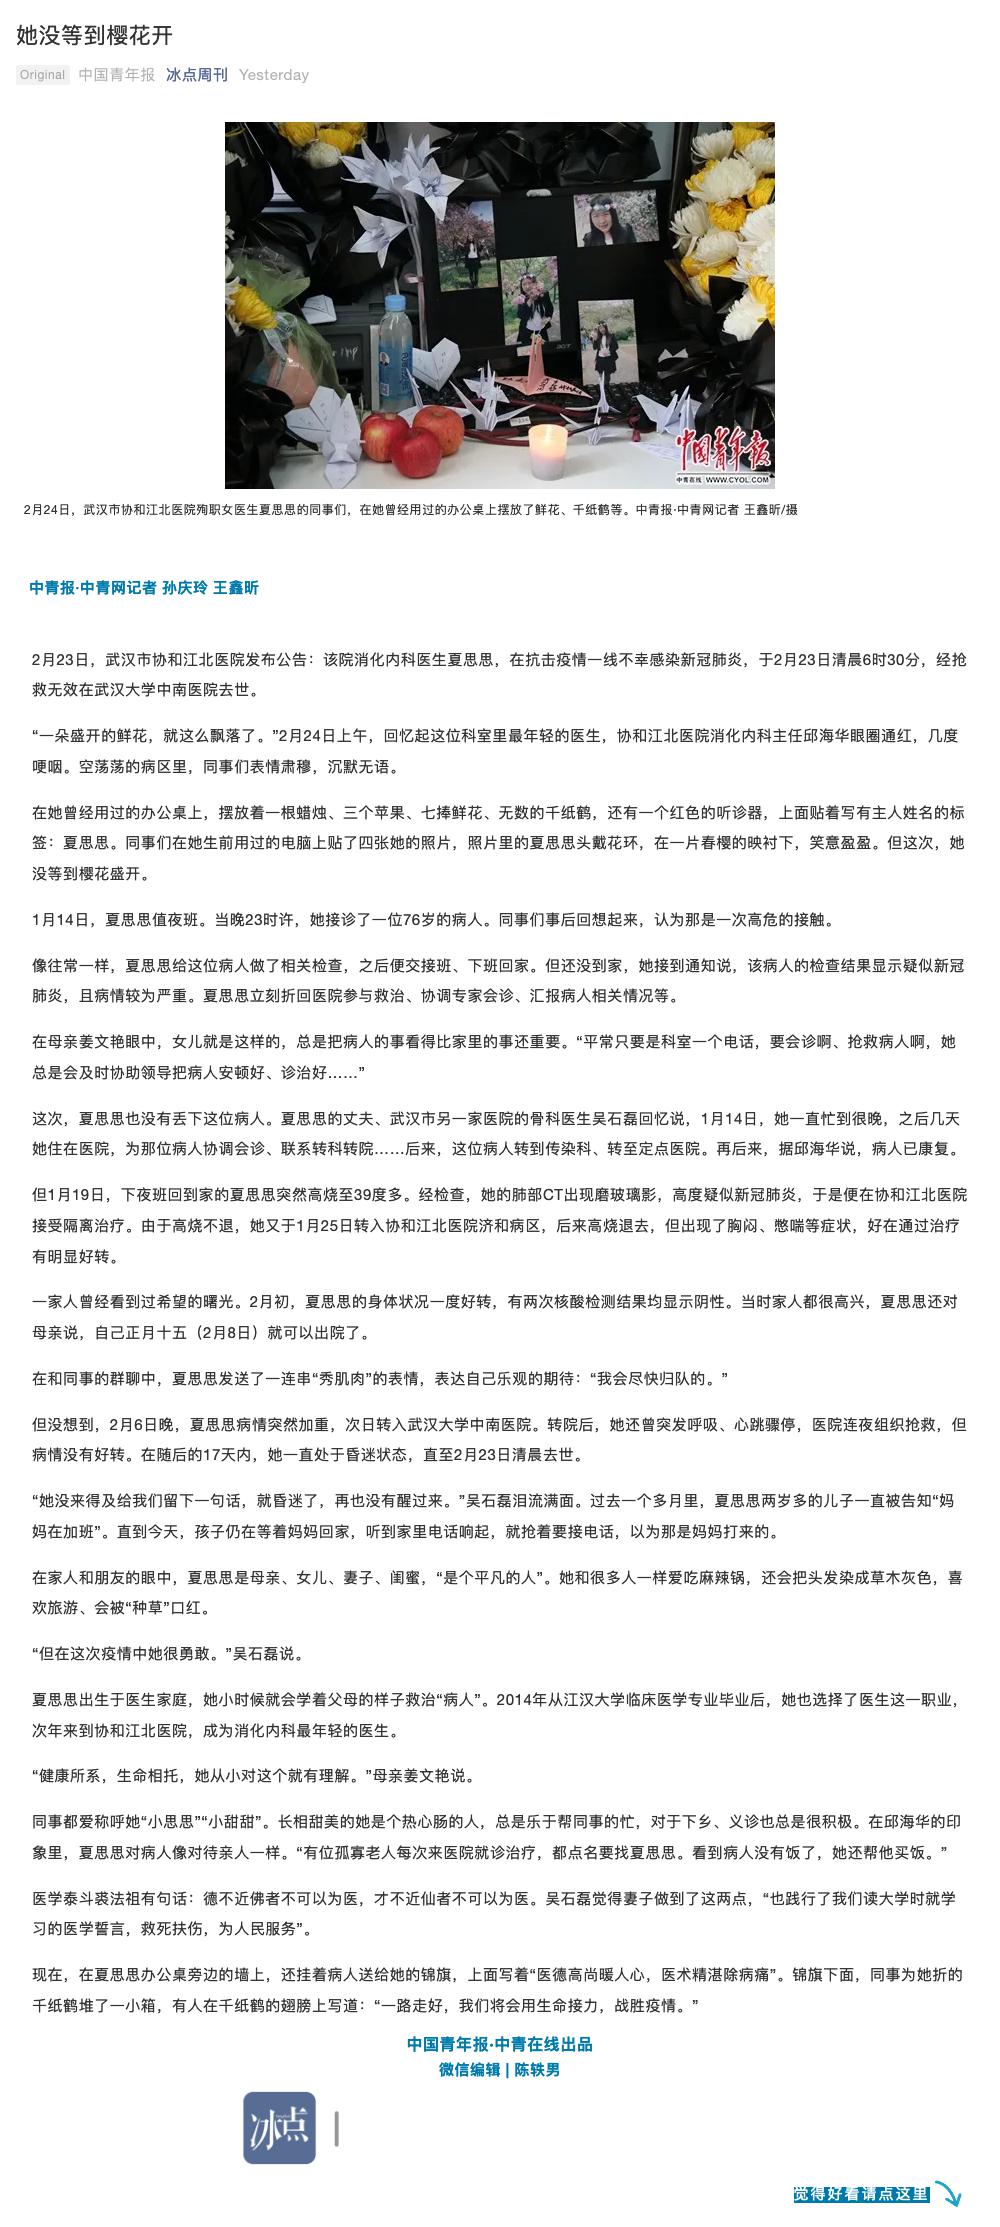 她没等到樱花开
Original 中国青年报 冰点周刊 Yesterday
acer
中国青年报
中青在线 WWW.CYOL.COM
2月24日，武汉市协和江北医院殉职女医生夏思思的同事们，在她曾经用过的办公桌上摆放了鲜花、千纸鹤等。中青报·中青网记者 王鑫昕/摄
中青报·中青网记者 孙庆玲 王鑫昕
2月23日，武汉市协和江北医院发布公告：该院消化内科医生夏思思，在抗击疫情一线不幸感染新冠肺炎，于2月23日清晨6时30分，经抢
救无效在武汉大学中南医院去世。
“一朵盛开的鲜花，就这么飘落了。”2月24日上午，回忆起这位科室里最年轻的医生，协和江北医院消化内科主任邱海华眼圈通红，几度
哽咽。空荡荡的病区里，同事们表情肃穆，沉默无语。
在她曾经用过的办公桌上，摆放着一根蜡烛、三个苹果、七捧鲜花、无数的千纸鹤，还有一个红色的听诊器，上面贴着写有主人姓名的标
签：夏思思。同事们在她生前用过的电脑上贴了四张她的照片，照片里的夏思思头戴花环，在一片春樱的映衬下，笑意盈盈。但这次，她
没等到樱花盛开。
1月14日，夏思思值夜班。当晚23时许，她接诊了一位76岁的病人。同事们事后回想起来，认为那是一次高危的接触。
像往常一样，夏思思给这位病人做了相关检查，之后便交接班、下班回家。但还没到家，她接到通知说，该病人的检查结果显示疑似新冠
肺炎，且病情较为严重。夏思思立刻折回医院参与救治、协调专家会诊、汇报病人相关情况等。
在母亲姜文艳眼中，女儿就是这样的，总是把病人的事看得比家里的事还重要。“平常只要是科室一个电话，要会诊啊、抢救病人啊，她
总是会及时协助领导把病人安顿好、诊治好……”
这次，夏思思也没有丢下这位病人。夏思思的丈夫、武汉市另一家医院的骨科医生吴石磊回忆说，1月14日，她一直忙到很晚，之后几天
她住在医院，为那位病人协调会诊、联系转科转院……后来，这位病人转到传染科、转至定点医院。再后来，据邱海华说，病人已康复。
但1月19日，下夜班回到家的夏思思突然高烧至39度多。经检查，她的肺部CT出现磨玻璃影，高度疑似新冠肺炎，于是便在协和江北医院
接受隔离治疗。由于高烧不退，她又于1月25日转入协和江北医院济和病区，后来高烧退去，但出现了胸闷、憋喘等症状，好在通过治疗
有明显好转。
一家人曾经看到过希望的曙光。2月初，夏思思的身体状况一度好转，有两次核酸检测结果均显示阴性。当时家人都很高兴，夏思思还对
母亲说，自己正月十五（2月8日）就可以出院了。
在和同事的群聊中，夏思思发送了一连串“秀肌肉”的表情，表达自己乐观的期待：“我会尽快归队的。”
但没想到，2月6日晚，夏思思病情突然加重，次日转入武汉大学中南医院。转院后，她还曾突发呼吸、心跳骤停，医院连夜组织抢救，但
病情没有好转。在随后的17天内，她一直处于昏迷状态，直至2月23日清晨去世。
“她没来得及给我们留下一句话，就昏迷了，再也没有醒过来。”吴石磊泪流满面。过去一个多月里，夏思思两岁多的儿子一直被告知“妈
妈在加班”。直到今天，孩子仍在等着妈妈回家，听到家里电话响起，就抢着要接电话，以为那是妈妈打来的。
在家人和朋友的眼中，夏思思是母亲、女儿、妻子、闺蜜，“是个平凡的人”。她和很多人一样爱吃麻辣锅，还会把头发染成草木灰色，喜
欢旅游、会被“种草”口红。
“但在这次疫情中她很勇敢。”吴石磊说。
夏思思出生于医生家庭，她小时候就会学着父母的样子救治“病人”。2014年从江汉大学临床医学专业毕业后，她也选择了医生这一职业，
次年来到协和江北医院，成为消化内科最年轻的医生。
“健康所系，生命相托，她从小对这个就有理解。”母亲姜文艳说。
同事都爱称呼她“小思思”“小甜甜”。长相甜美的她是个热心肠的人，总是乐于帮同事的忙，对于下乡、义诊也总是很积极。在邱海华的印
象里，夏思思对病人像对待亲人一样。“有位孤寡老人每次来医院就诊治疗，都点名要找夏思思。看到病人没有饭了，她还帮他买饭。”
医学泰斗裘法祖有句话：德不近佛者不可以为医，才不近仙者不可以为医。吴石磊觉得妻子做到了这两点，“也践行了我们读大学时就学
习的医学誓言，救死扶伤，为人民服务”。
现在，在夏思思办公桌旁边的墙上，还挂着病人送给她的锦旗，上面写着“医德高尚暖人心，医术精湛除病痛”。锦旗下面，同事为她折的
千纸鹤堆了一小箱，有人在千纸鹤的翅膀上写道：“一路走好，我们将会用生命接力，战胜疫情。”
中国青年报·中青在线出品
微信编辑 | 陈轶男
冰点
觉得好看请点这里